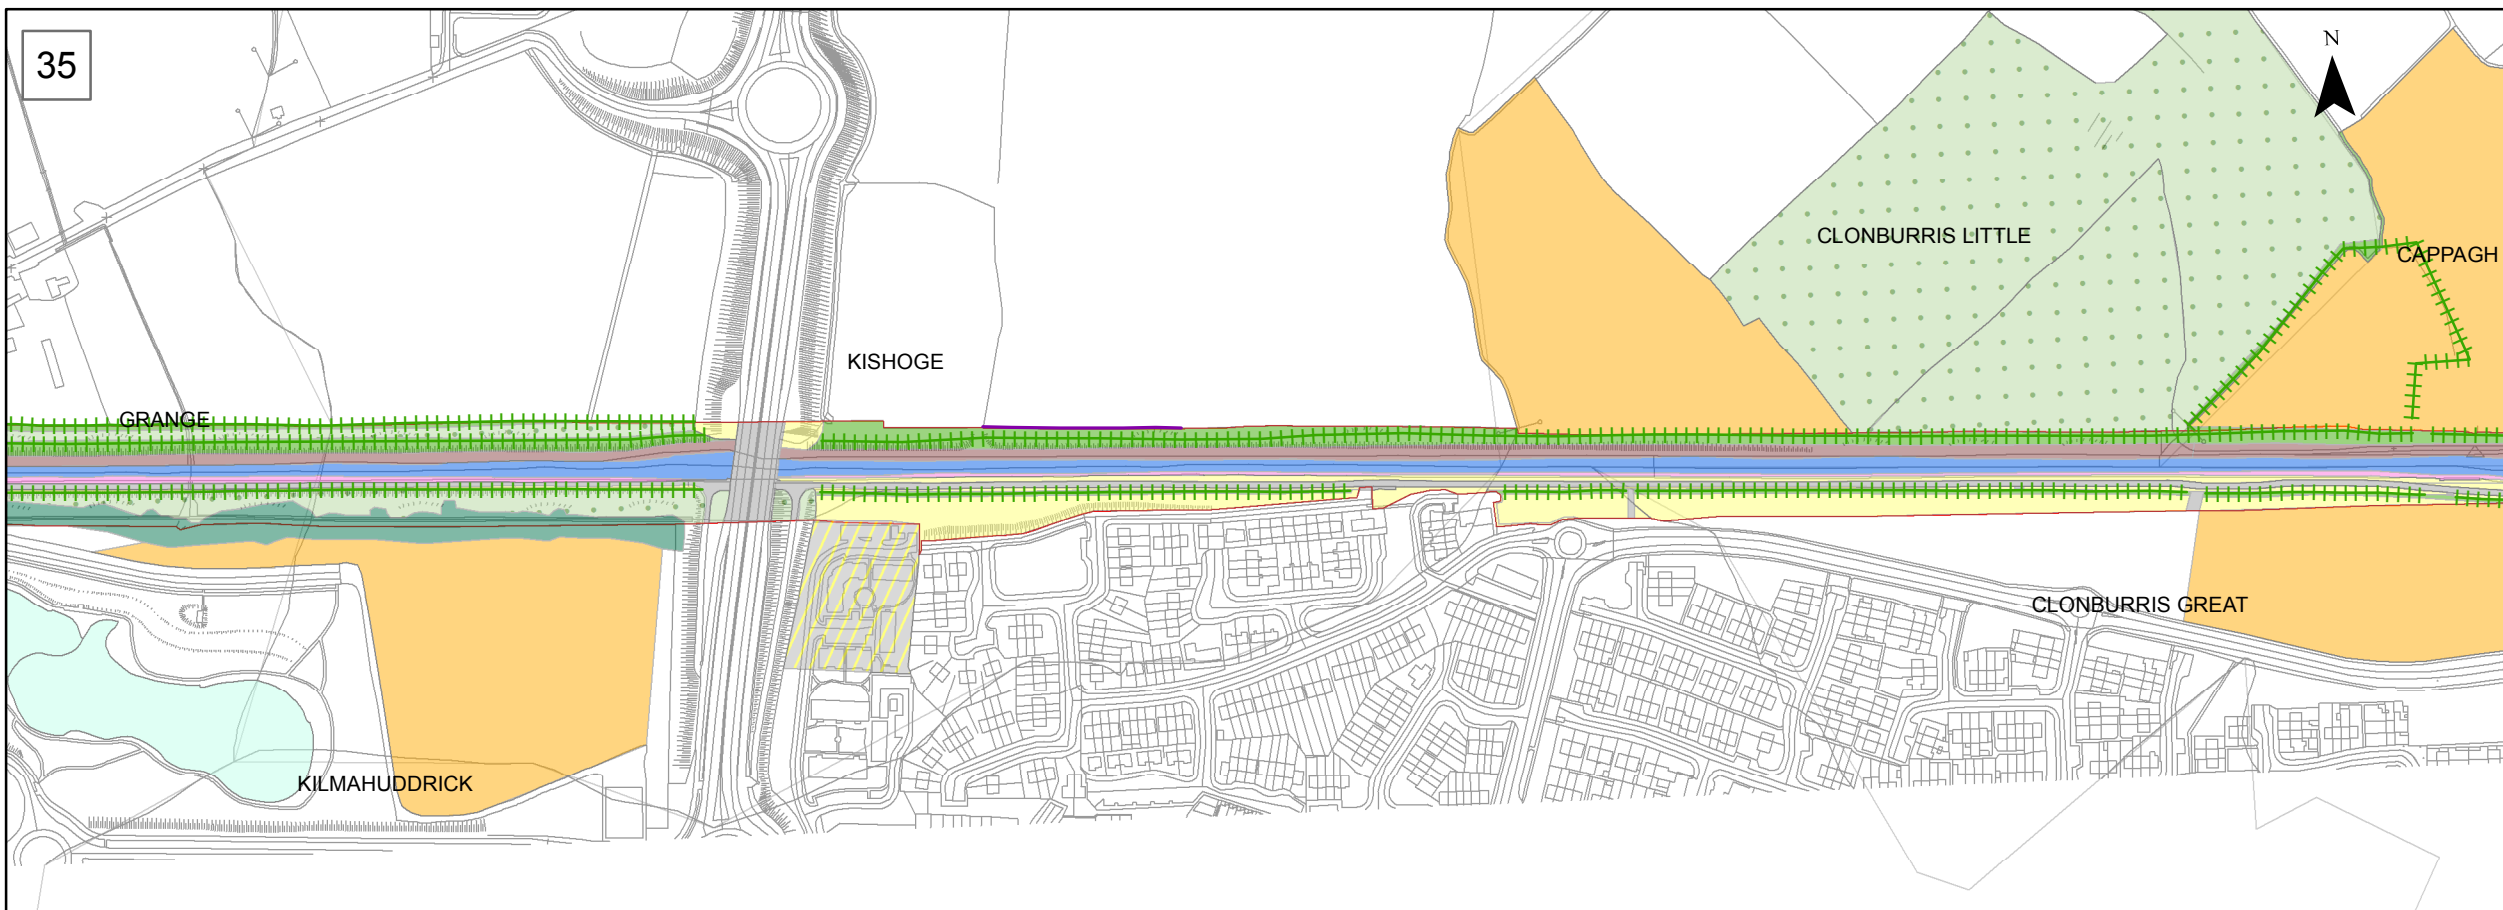 35
N
CLONBURRIS LITTLE
CAPPAGH
KISHOGE
GRANGE
CLONBURRIS GREAT
KILMAHUDDRICK